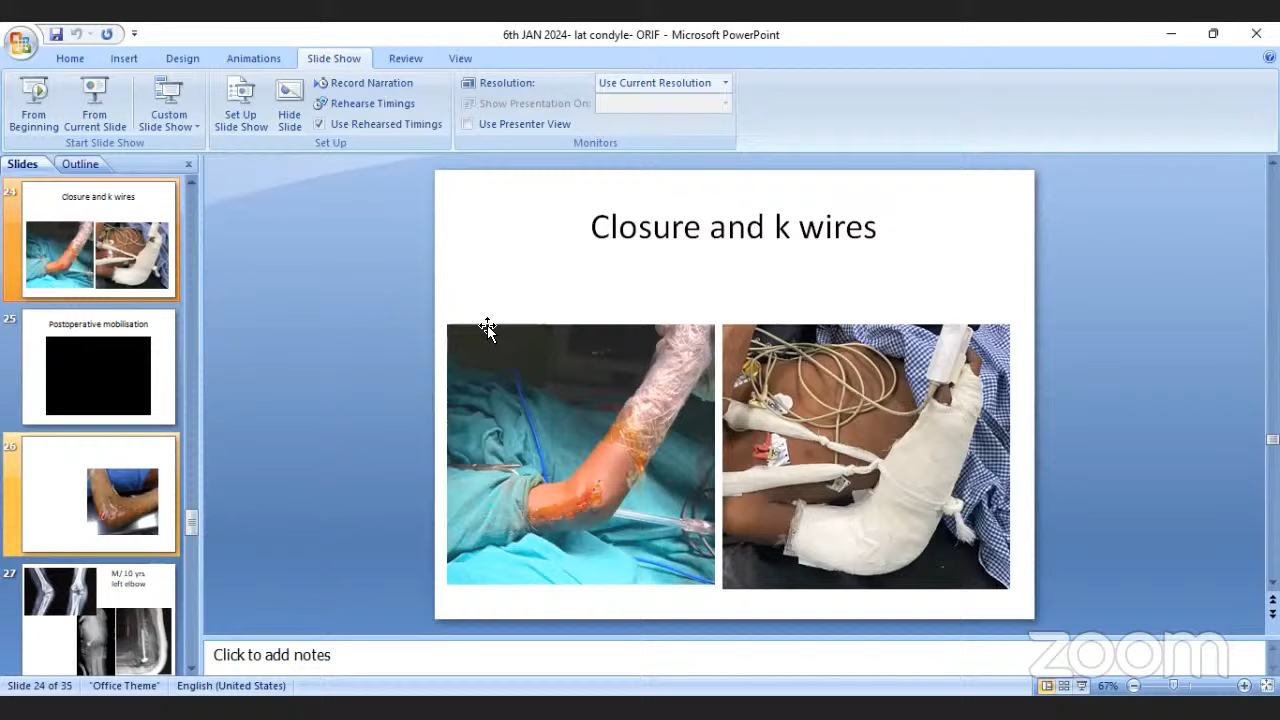 6th JAN 2024- lat condyle- ORIF - Microsoft PowerPoint
Home Insert Design Animations Slide Show Review View
From Beginning
From Current Slide
Custom Slide Show
Start Slide Show
Set Up Slide Show
Hide Slide
Record Narration
Rehearse Timings
Use Rehearsed Timings
Set Up
Resolution: Use Current Resolution
Show Presentation On:
Use Presenter View
Monitors
Slides Outline
24
Closure and k wires
25
Postoperative mobilisation
26
27
M/ 10 yrs
left elbow
Closure and k wires
Click to add notes
zoom
Slide 24 of 35 "Office Theme" English (United States) 67%